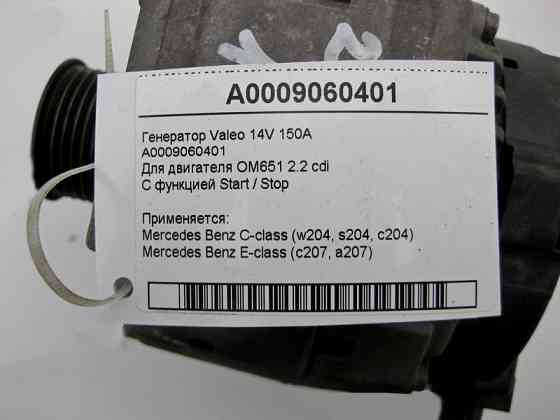 A0009060401
Генератор Valeo 14V 150A
A0009060401
Для двигателя OM651 2.2 cdi
С функцией Start / Stop
Применяется:
Mercedes Benz C-class (w204, s204, c204)
Mercedes Benz E-class (c207, a207)